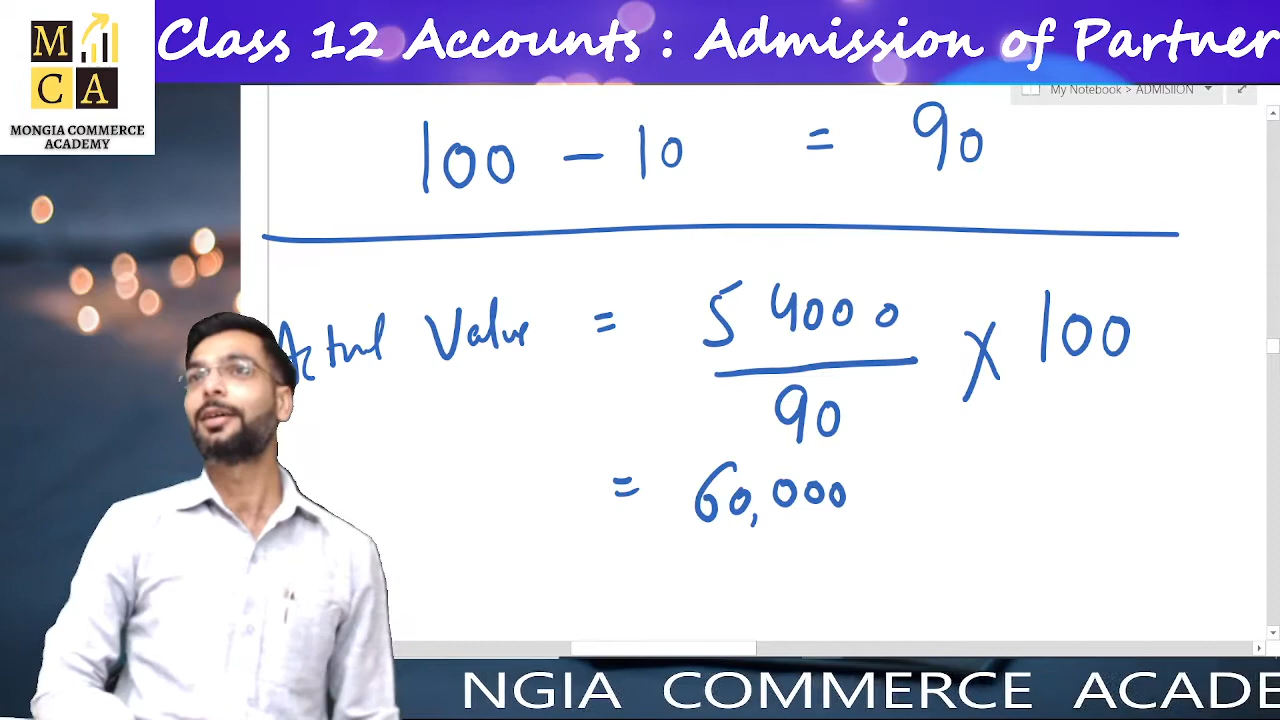 Class 12 Accounts : Admission of Partner
M
C A
MONGIA COMMERCE
ACADEMY
My Notebook > ADMISIION
100 - 10 = 90
Actual Value = 54000 / 90 X 100
= 60,000
NGIA COMMERCE ACADE